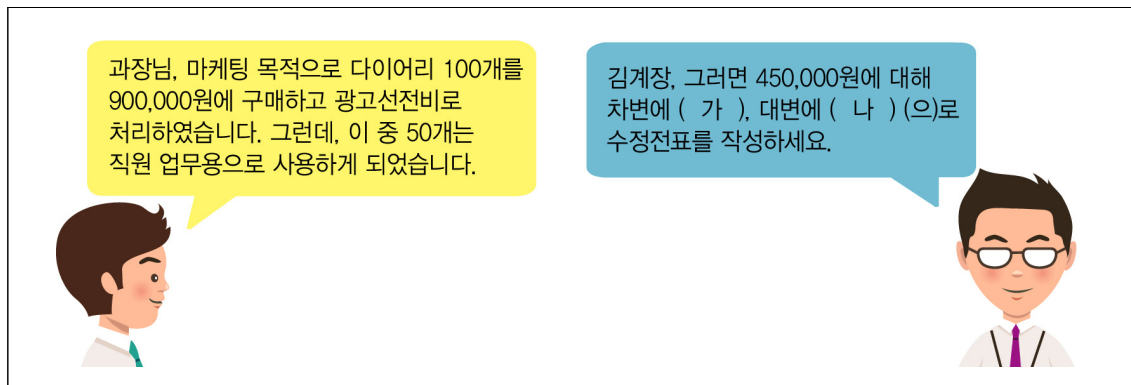 과장님, 마케팅 목적으로 다이어리 100개를
900,000원에 구매하고 광고선전비로
처리하였습니다. 그런데, 이 중 50개는
직원 업무용으로 사용하게 되었습니다.
김계장, 그러면 450,000원에 대해
차변에 ( 가 ), 대변에 ( 나 ) (으)로
수정전표를 작성하세요.